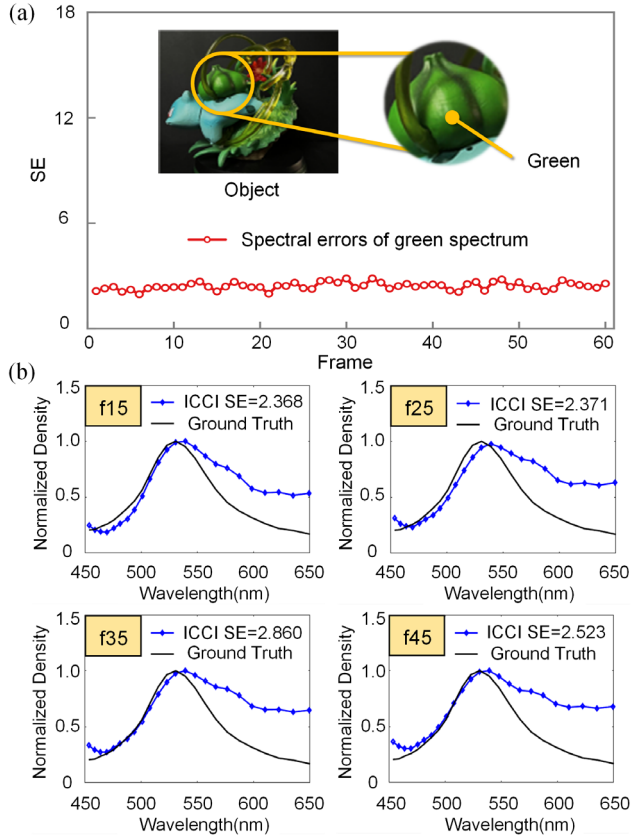 (a)
18
12
6
0
SE
Object
Green
Spectral errors of green spectrum
0 10 20 30 40 50 60
Frame
(b)
f15
ICCI SE=2.368
Ground Truth
1.5
1.0
0.5
0
Normalized Density
450 500 550 600 650
Wavelength(nm)
f25
ICCI SE=2.371
Ground Truth
1.5
1.0
0.5
0
Normalized Density
450 500 550 600 650
Wavelength(nm)
f35
ICCI SE=2.860
Ground Truth
1.5
1.0
0.5
0
Normalized Density
450 500 550 600 650
Wavelength(nm)
f45
ICCI SE=2.523
Ground Truth
1.5
1.0
0.5
0
Normalized Density
450 500 550 600 650
Wavelength(nm)